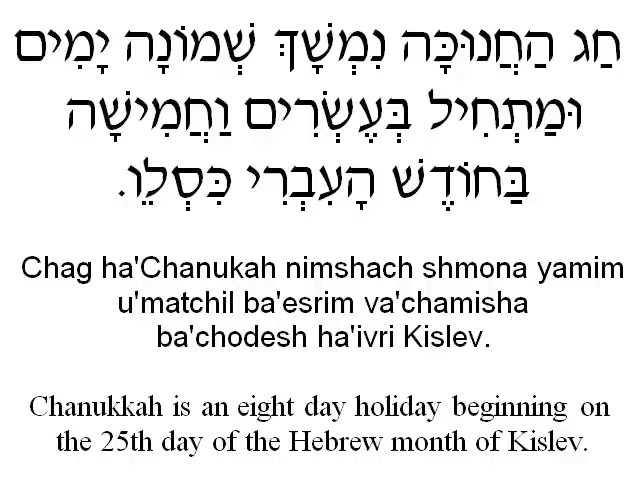 חַג הַחֲנוּכָּה נִמְשָׁךְ שְׁמוֹנָה יָמִים
וּמַתְחִיל בְּעֶשְׂרִים וַחֲמִישָׁה
בַּחוֹדֶשׁ הָעִבְרִי כִּסְלֵו.
Chag ha'Chanukah nimshach shmona yamim
u'matchil ba'esrim va'chamisha
ba'chodesh ha'ivri Kislev.
Chanukkah is an eight day holiday beginning on
the 25th day of the Hebrew month of Kislev.